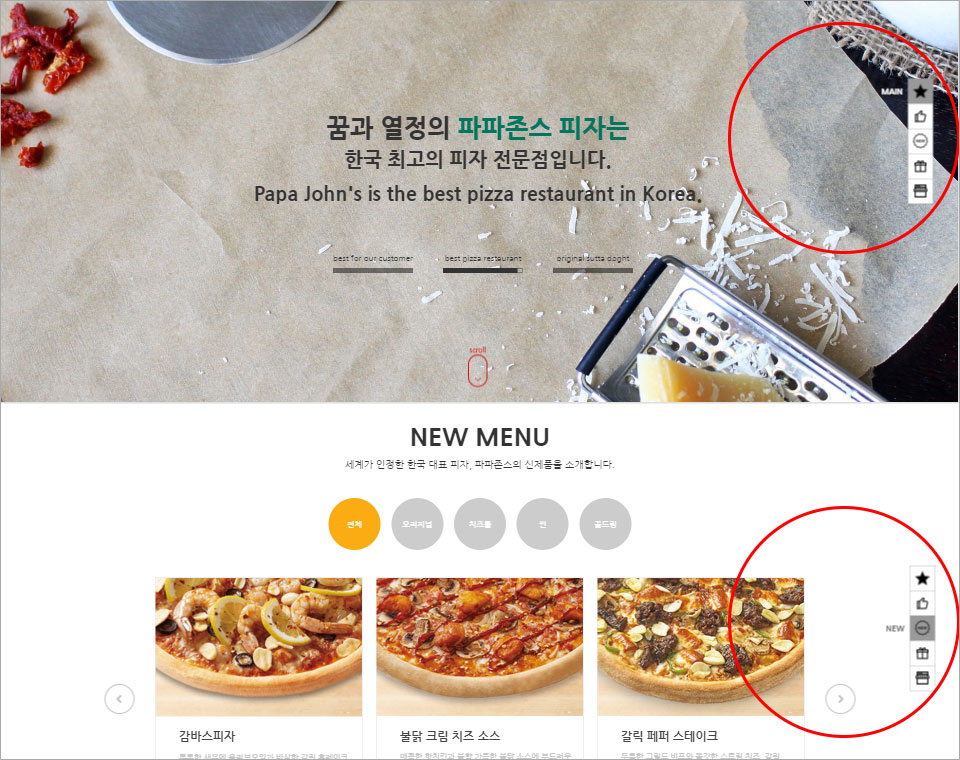 MAIN
꿈과 열정의 파파존스 피자는
한국 최고의 피자 전문점입니다.
Papa John's is the best pizza restaurant in Korea.
best for our customer
best pizza restaurant
original sutta doght
scroll
NEW MENU
세계가 인정한 한국 대표 피자, 파파존스의 신제품을 소개합니다.
전체
오리지널
치즈롤
씬
골드링
NEW
감바스피자
불닭 크림 치즈 소스
갈릭 페퍼 스테이크